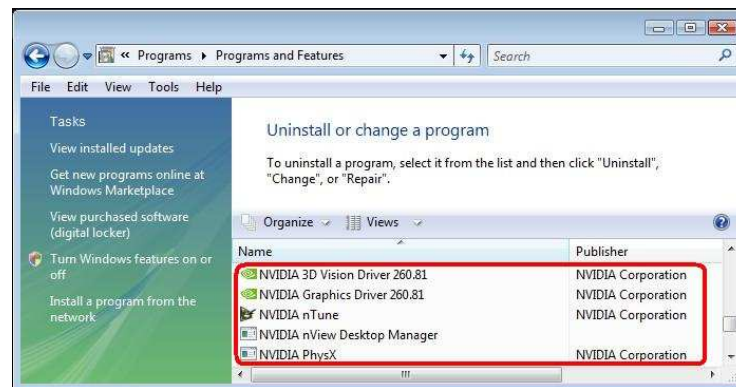 « Programs ▸ Programs and Features
Search
File Edit View Tools Help
Tasks
View installed updates
Get new programs online at
Windows Marketplace
View purchased software
(digital locker)
Turn Windows features on or
off
Install a program from the
network
Uninstall or change a program
To uninstall a program, select it from the list and then click "Uninstall",
"Change", or "Repair".
Organize Views
Name Publisher
NVIDIA 3D Vision Driver 260.81 NVIDIA Corporation
NVIDIA Graphics Driver 260.81 NVIDIA Corporation
NVIDIA nTune NVIDIA Corporation
NVIDIA nView Desktop Manager
NVIDIA PhysX NVIDIA Corporation